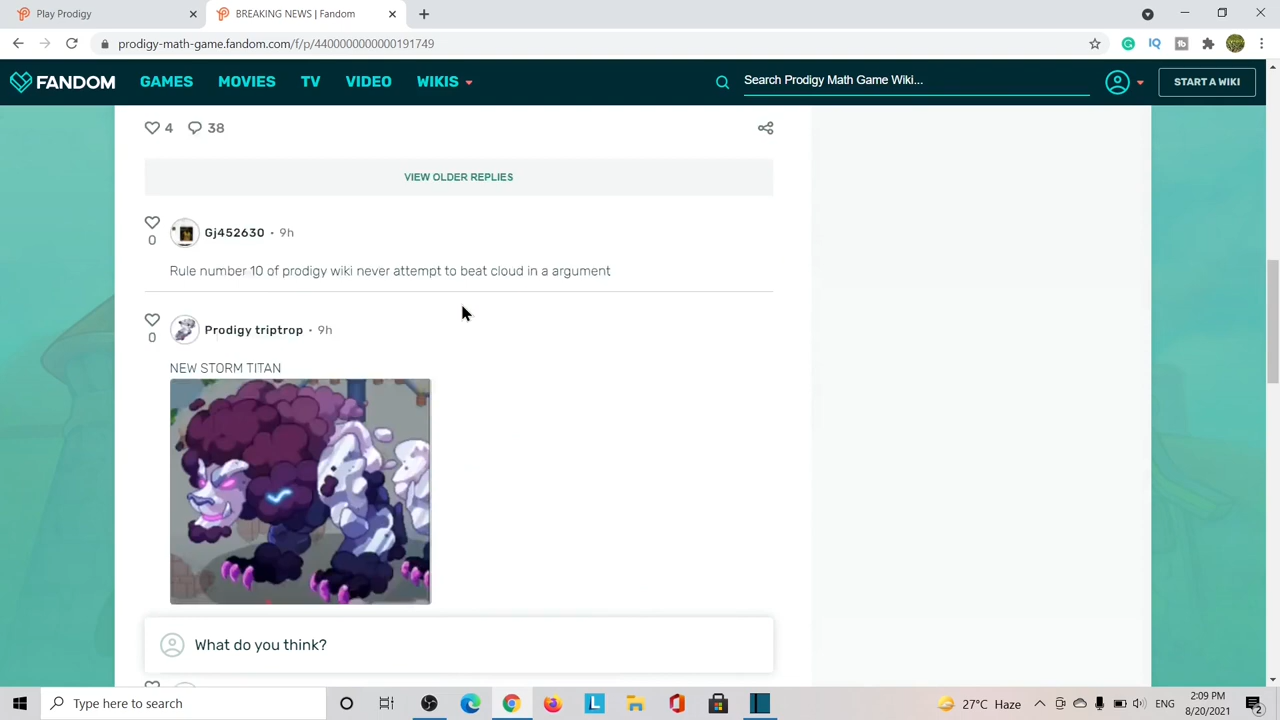 Play Prodigy
BREAKING NEWS | Fandom
prodigy-math-game.fandom.com/f/p/4400000000000191749
FANDOM
GAMES
MOVIES
TV
VIDEO
WIKIS
Search Prodigy Math Game Wiki...
START A WIKI
4
38
VIEW OLDER REPLIES
Gj452630 • 9h
0
Rule number 10 of prodigy wiki never attempt to beat cloud in a argument
Prodigy triptrop • 9h
0
NEW STORM TITAN
What do you think?
Type here to search
27°C Haze
ENG
2:09 PM
8/20/2021
2